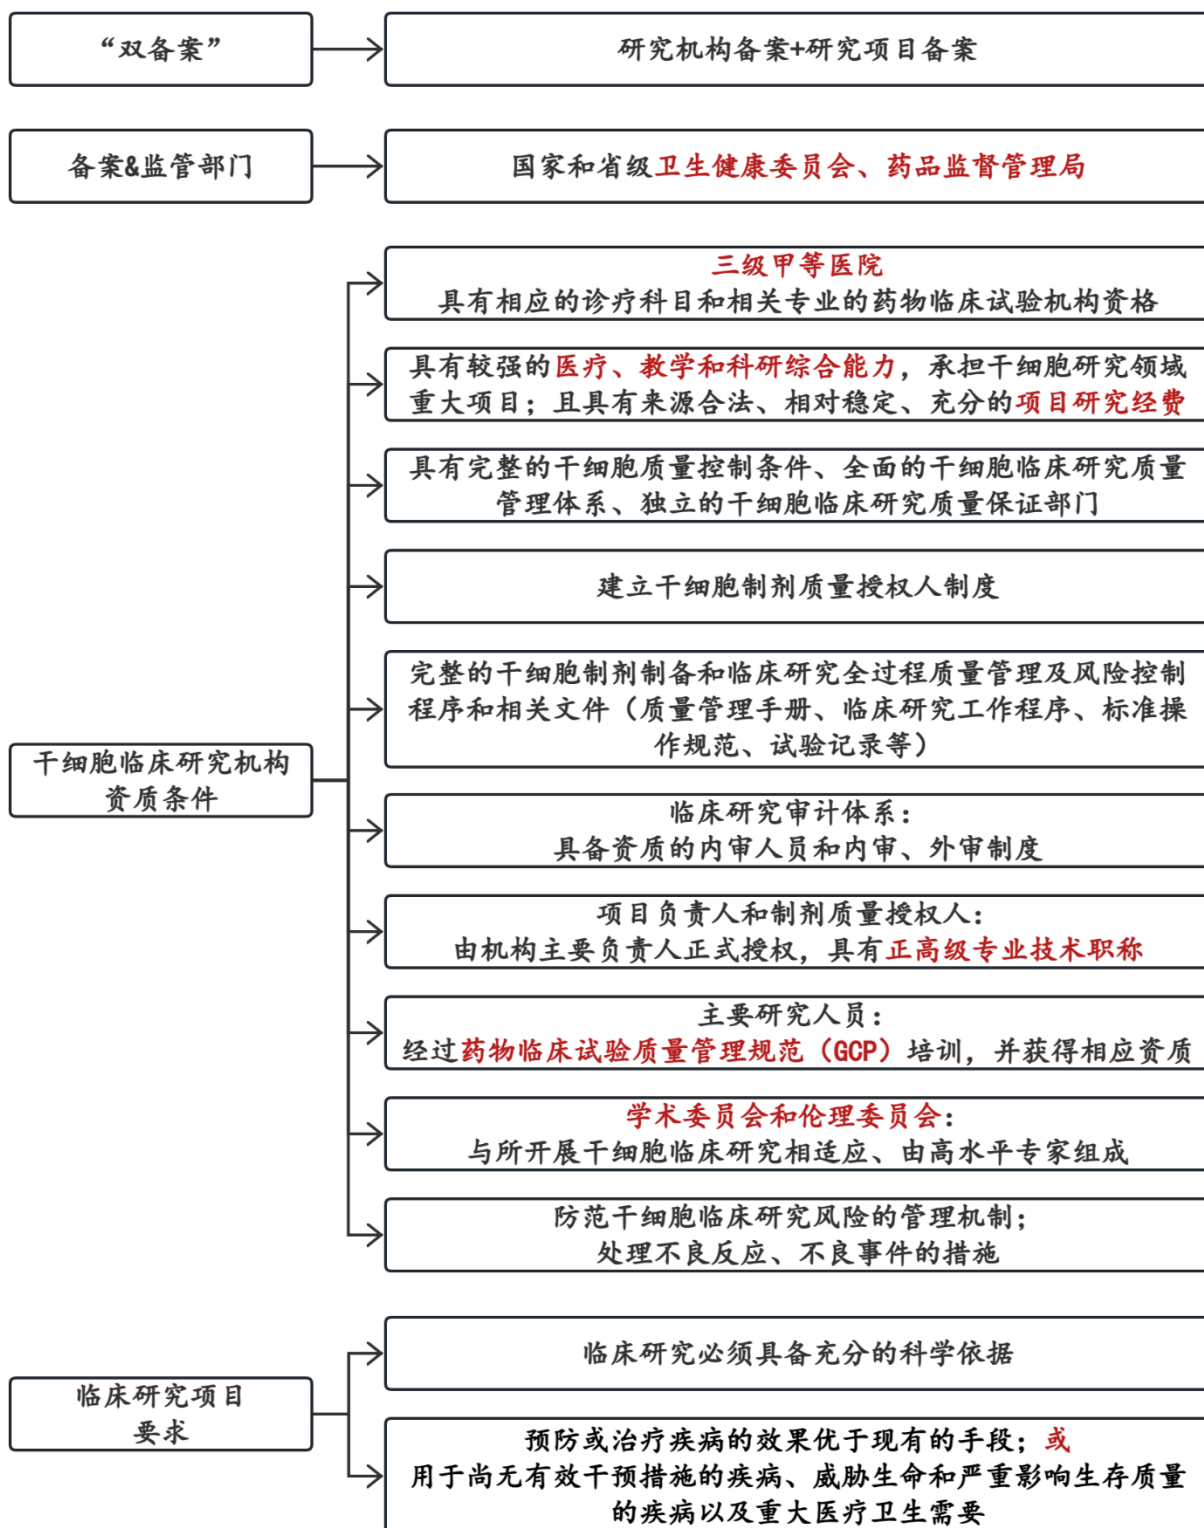 “双备案”
研究机构备案+研究项目备案
备案&监管部门
国家和省级卫生健康委员会、药品监督管理局
干细胞临床研究机构
资质条件
三级甲等医院
具有相应的诊疗科目和相关专业的药物临床试验机构资格
具有较强的医疗、教学和科研综合能力，承担干细胞研究领域
重大项目；且具有来源合法、相对稳定、充分的项目研究经费
具有完整的干细胞质量控制条件、全面的干细胞临床研究质量
管理体系、独立的干细胞临床研究质量保证部门
建立干细胞制剂质量授权人制度
完整的干细胞制剂制备和临床研究全过程质量管理及风险控制
程序和相关文件（质量管理手册、临床研究工作程序、标准操
作规范、试验记录等）
临床研究审计体系：
具备资质的内审人员和内审、外审制度
项目负责人和制剂质量授权人：
由机构主要负责人正式授权，具有正高级专业技术职称
主要研究人员：
经过药物临床试验质量管理规范（GCP）培训，并获得相应资质
学术委员会和伦理委员会：
与所开展干细胞临床研究相适应、由高水平专家组成
防范干细胞临床研究风险的管理机制；
处理不良反应、不良事件的措施
临床研究项目
要求
临床研究必须具备充分的科学依据
预防或治疗疾病的效果优于现有的手段；或
用于尚无有效干预措施的疾病、威胁生命和严重影响生存质量
的疾病以及重大医疗卫生需要